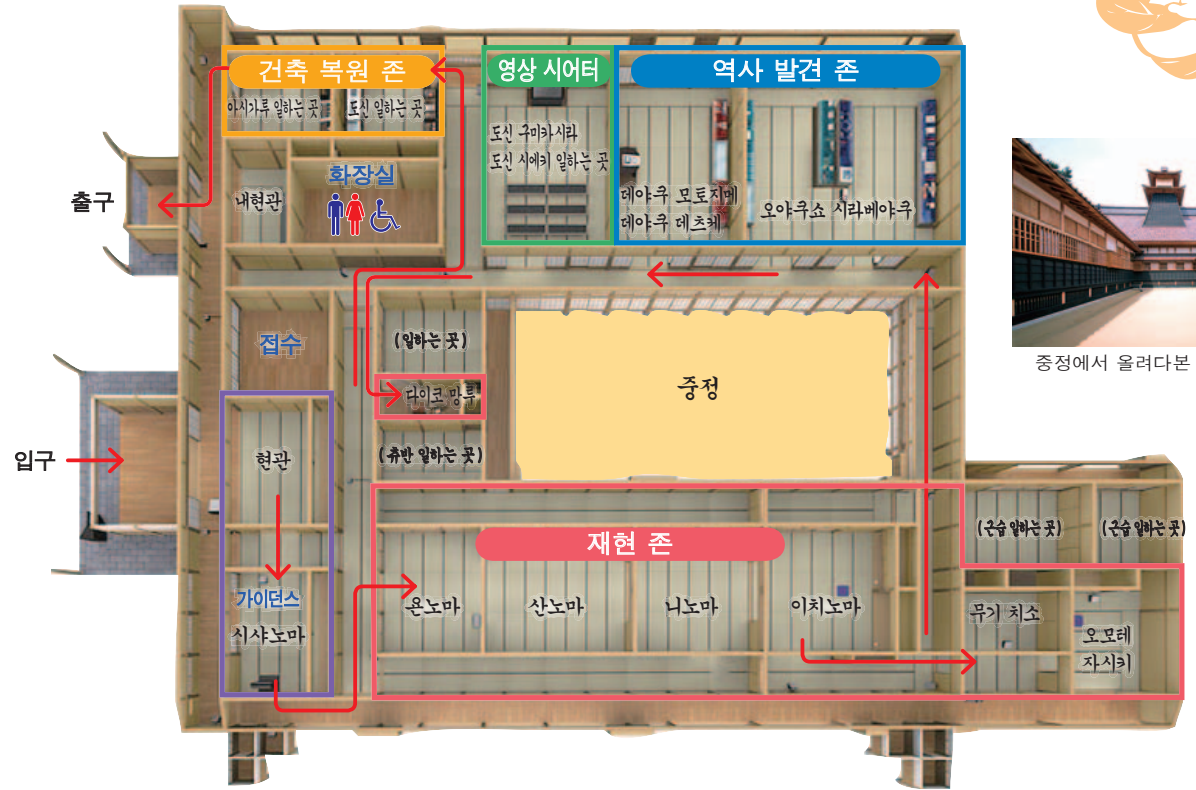 건축 복원 존
아시가루 일하는 곳
도신 일하는 곳
영상 시어터
도신 구미카시라
도신 시에키 일하는 곳
역사 발견 존
데야쿠 모토지메
데야쿠 데츠케
오야쿠쇼 시라베야쿠
출구
내현관
화장실
접수
(일하는 곳)
다이코 망루
(츄반 일하는 곳)
중정
중정에서 올려다본
입구
현관
가이던스
시샤노마
재현 존
욘노마
산노마
니노마
이치노마
(근습 일하는 곳)
(근습 일하는 곳)
무기 치소
오모테
자시키